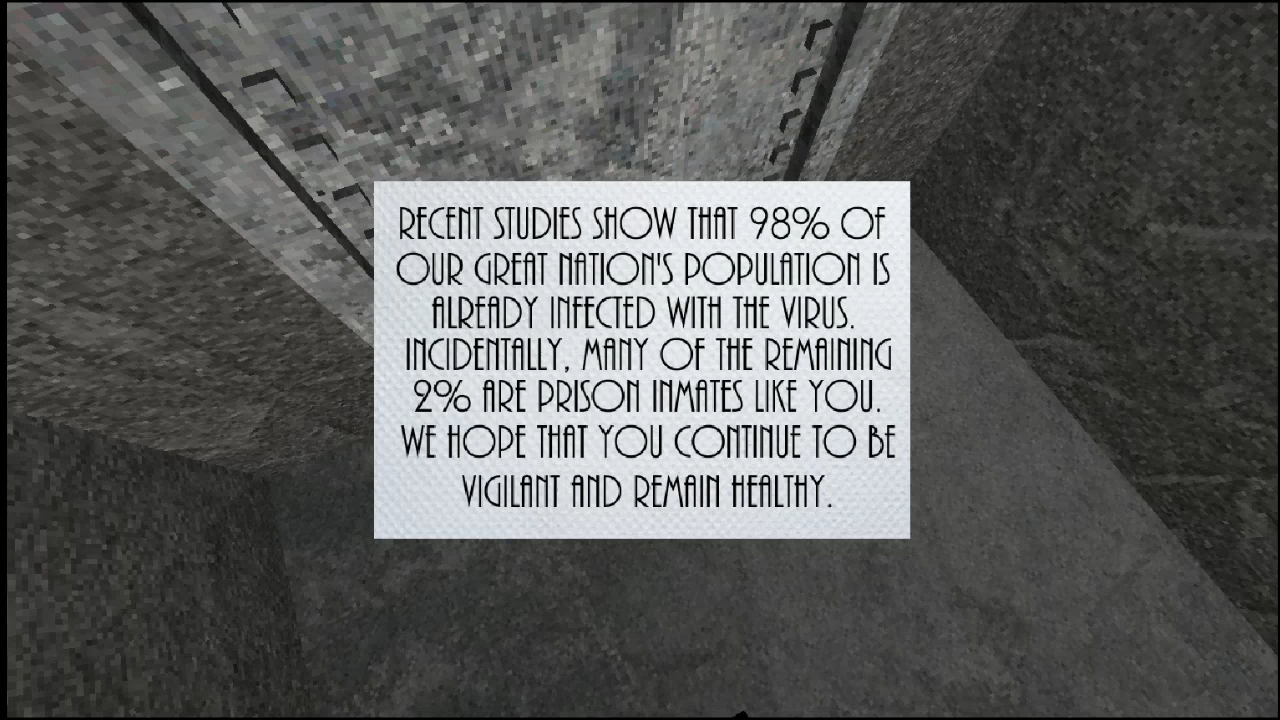 RECENT STUDIES SHOW THAT 98% OF
OUR GREAT NATION'S POPULATION IS
ALREADY INFECTED WITH THE VIRUS.
INCIDENTALLY, MANY OF THE REMAINING
2% ARE PRISON INMATES LIKE YOU.
WE HOPE THAT YOU CONTINUE TO BE
VIGILANT AND REMAIN HEALTHY.